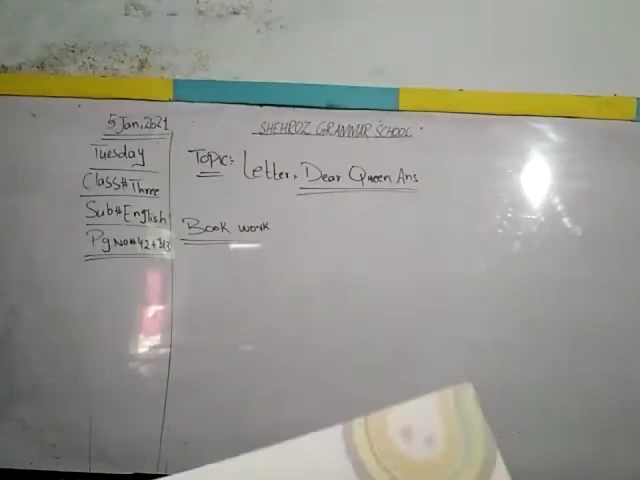 5 Jan, 2021
SHEHROZ GRAMMAR SCHOOL.
Tuesday
Topic: Letter, Dear Queen Ans
Class# Three
Sub# English
Book work
Pg No# 42+43